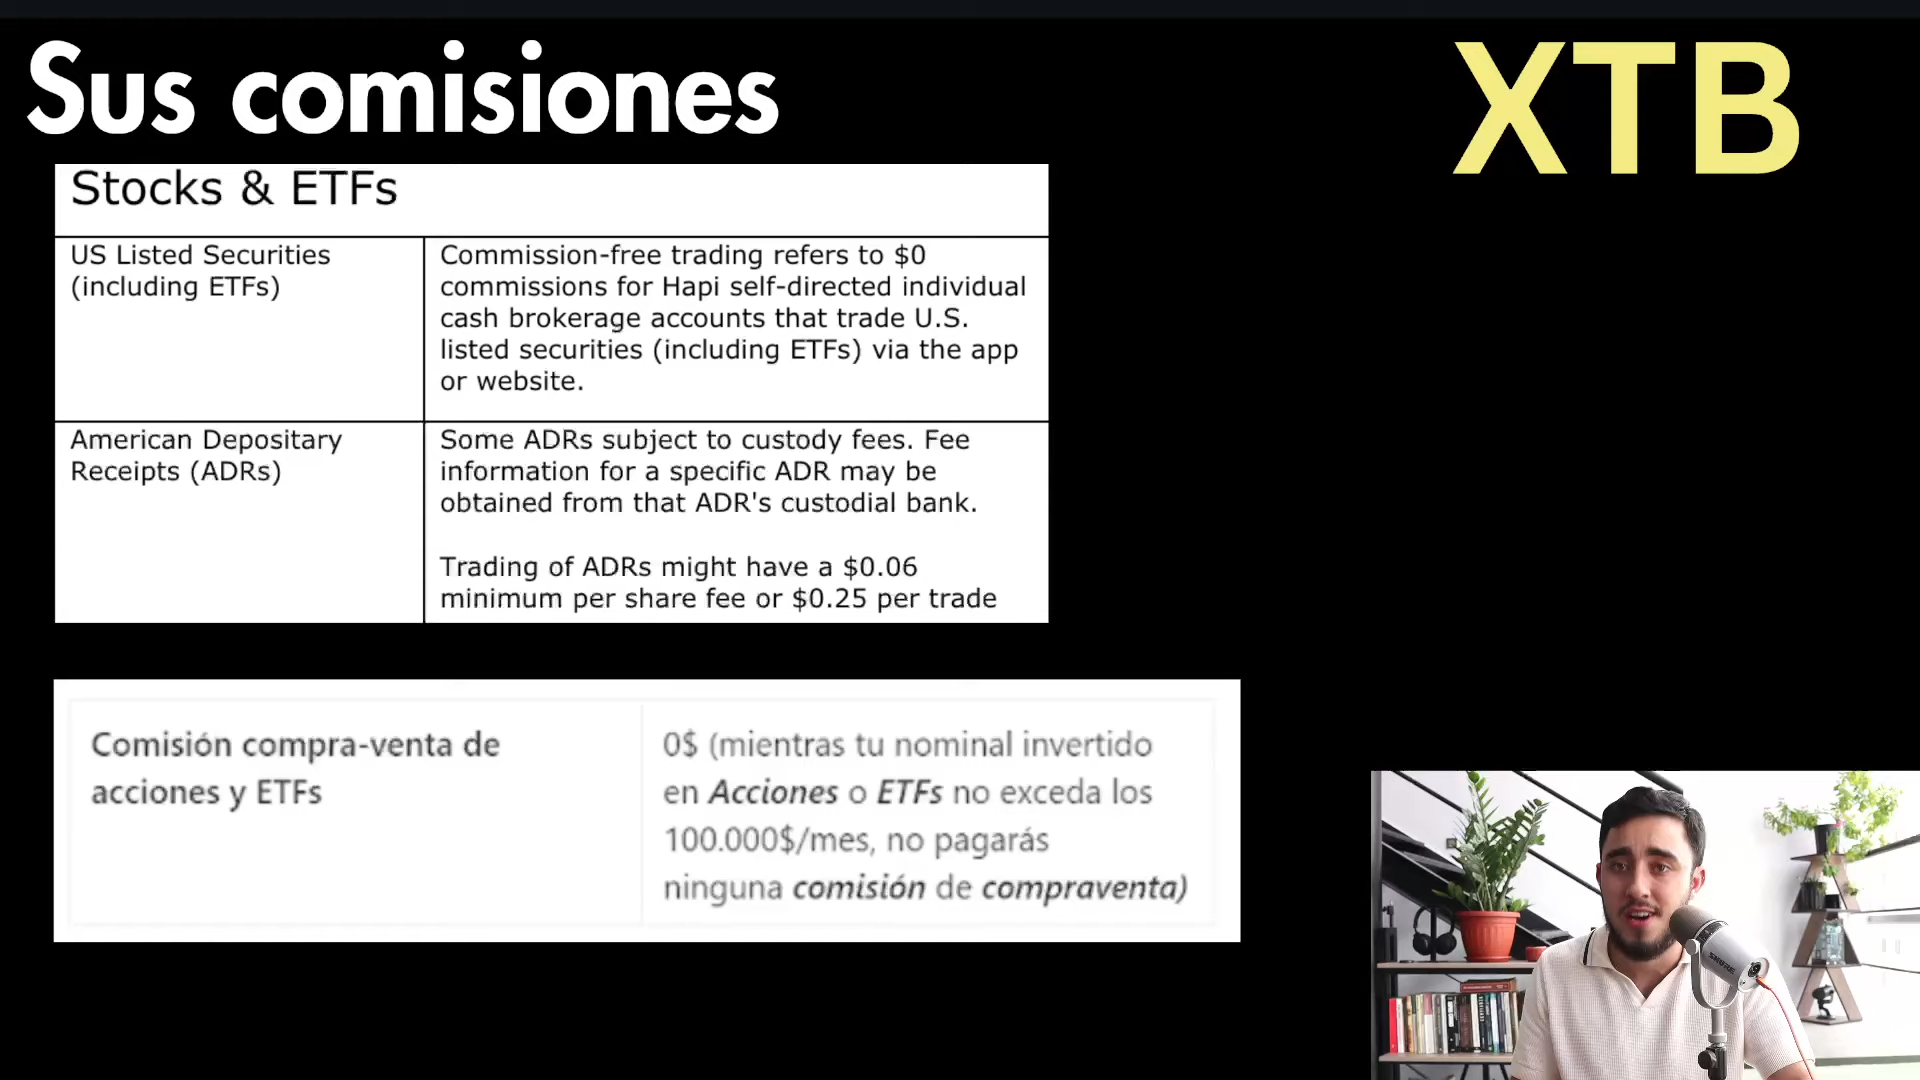 Sus comisiones
XTB
Stocks & ETFs
US Listed Securities
(including ETFs)
Commission-free trading refers to $0
commissions for Hapi self-directed individual
cash brokerage accounts that trade U.S.
listed securities (including ETFs) via the app
or website.
American Depositary
Receipts (ADRs)
Some ADRs subject to custody fees. Fee
information for a specific ADR may be
obtained from that ADR's custodial bank.
Trading of ADRs might have a $0.06
minimum per share fee or $0.25 per trade
Comisión compra-venta de
acciones y ETFs
0$ (mientras tu nominal invertido
en Acciones o ETFs no exceda los
100.000$/mes, no pagarás
ninguna comisión de compraventa)
SHURE